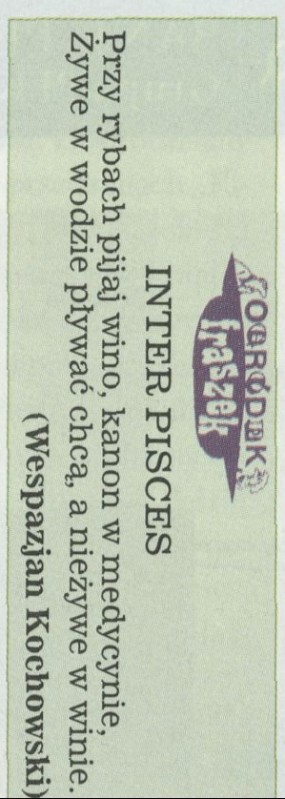 OGRÓDEK
fraszek
INTER PISCES
Przy rybach pijaj wino, kanon w medycynie,
Żywe w wodzie pływać chcą, a nieżywe w winie.
(Wespazjan Kochowski)